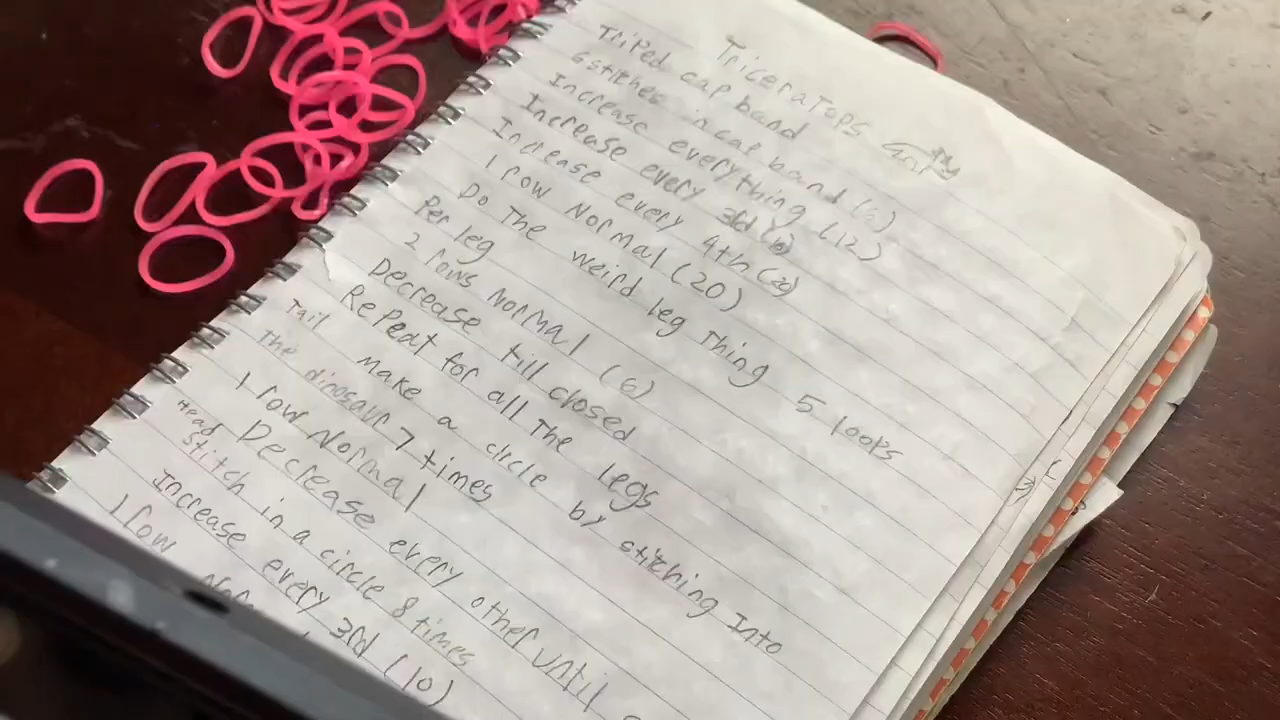 Triceratops
Tripled cap band
6 stitches in cap band (6)
Increase everything (12)
Increase every 3rd
Increase every 4th (20)
1 row Normal (20)
Do The weird leg Thing 5 loops
Per leg
2 rows Normal (6)
Decrease till closed
Repeat for all The legs
Tail make a circle by stitching Into
The dinosaur 7 times
1 row Normal
Decrease every other until
Head Stitch in a circle 8 times
Increase every 3rd (10)
1 row